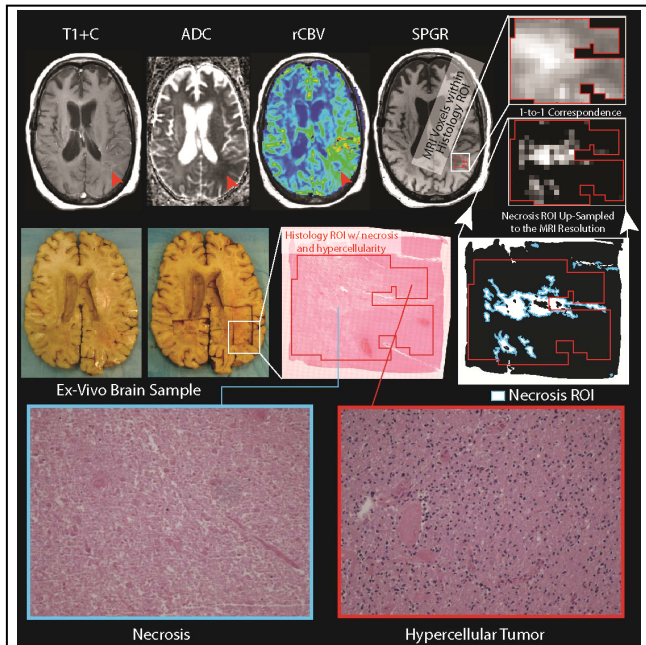 T1+C
ADC
rCBV
SPGR
MRI Voxels within
Histology ROI
1-to-1 Correspondence
Necrosis ROI Up-Sampled
to the MRI Resolution
Histology ROI w/ necrosis
and hypercellularity
Ex-Vivo Brain Sample
Necrosis ROI
Necrosis
Hypercellular Tumor